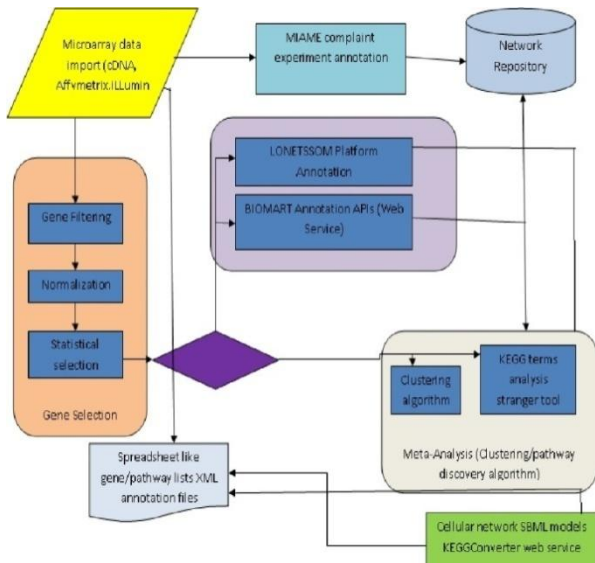 Microarray data
import (cDNA,
Affymetrix.iLLumin
MIAME complaint
experiment annotation
Network
Repository
LONETSSOM Platform
Annotation
BIOMART Annotation APIs (Web
Service)
Gene Filtering
Normalization
Statistical
selection
Gene Selection
Clustering
algorithm
KEGG terms
analysis
stranger tool
Meta-Analysis (Clustering/pathway
discovery algorithm)
Spreadsheet like
gene/pathway lists XML
annotation files
Cellular network SBML models
KEGGConverter web service